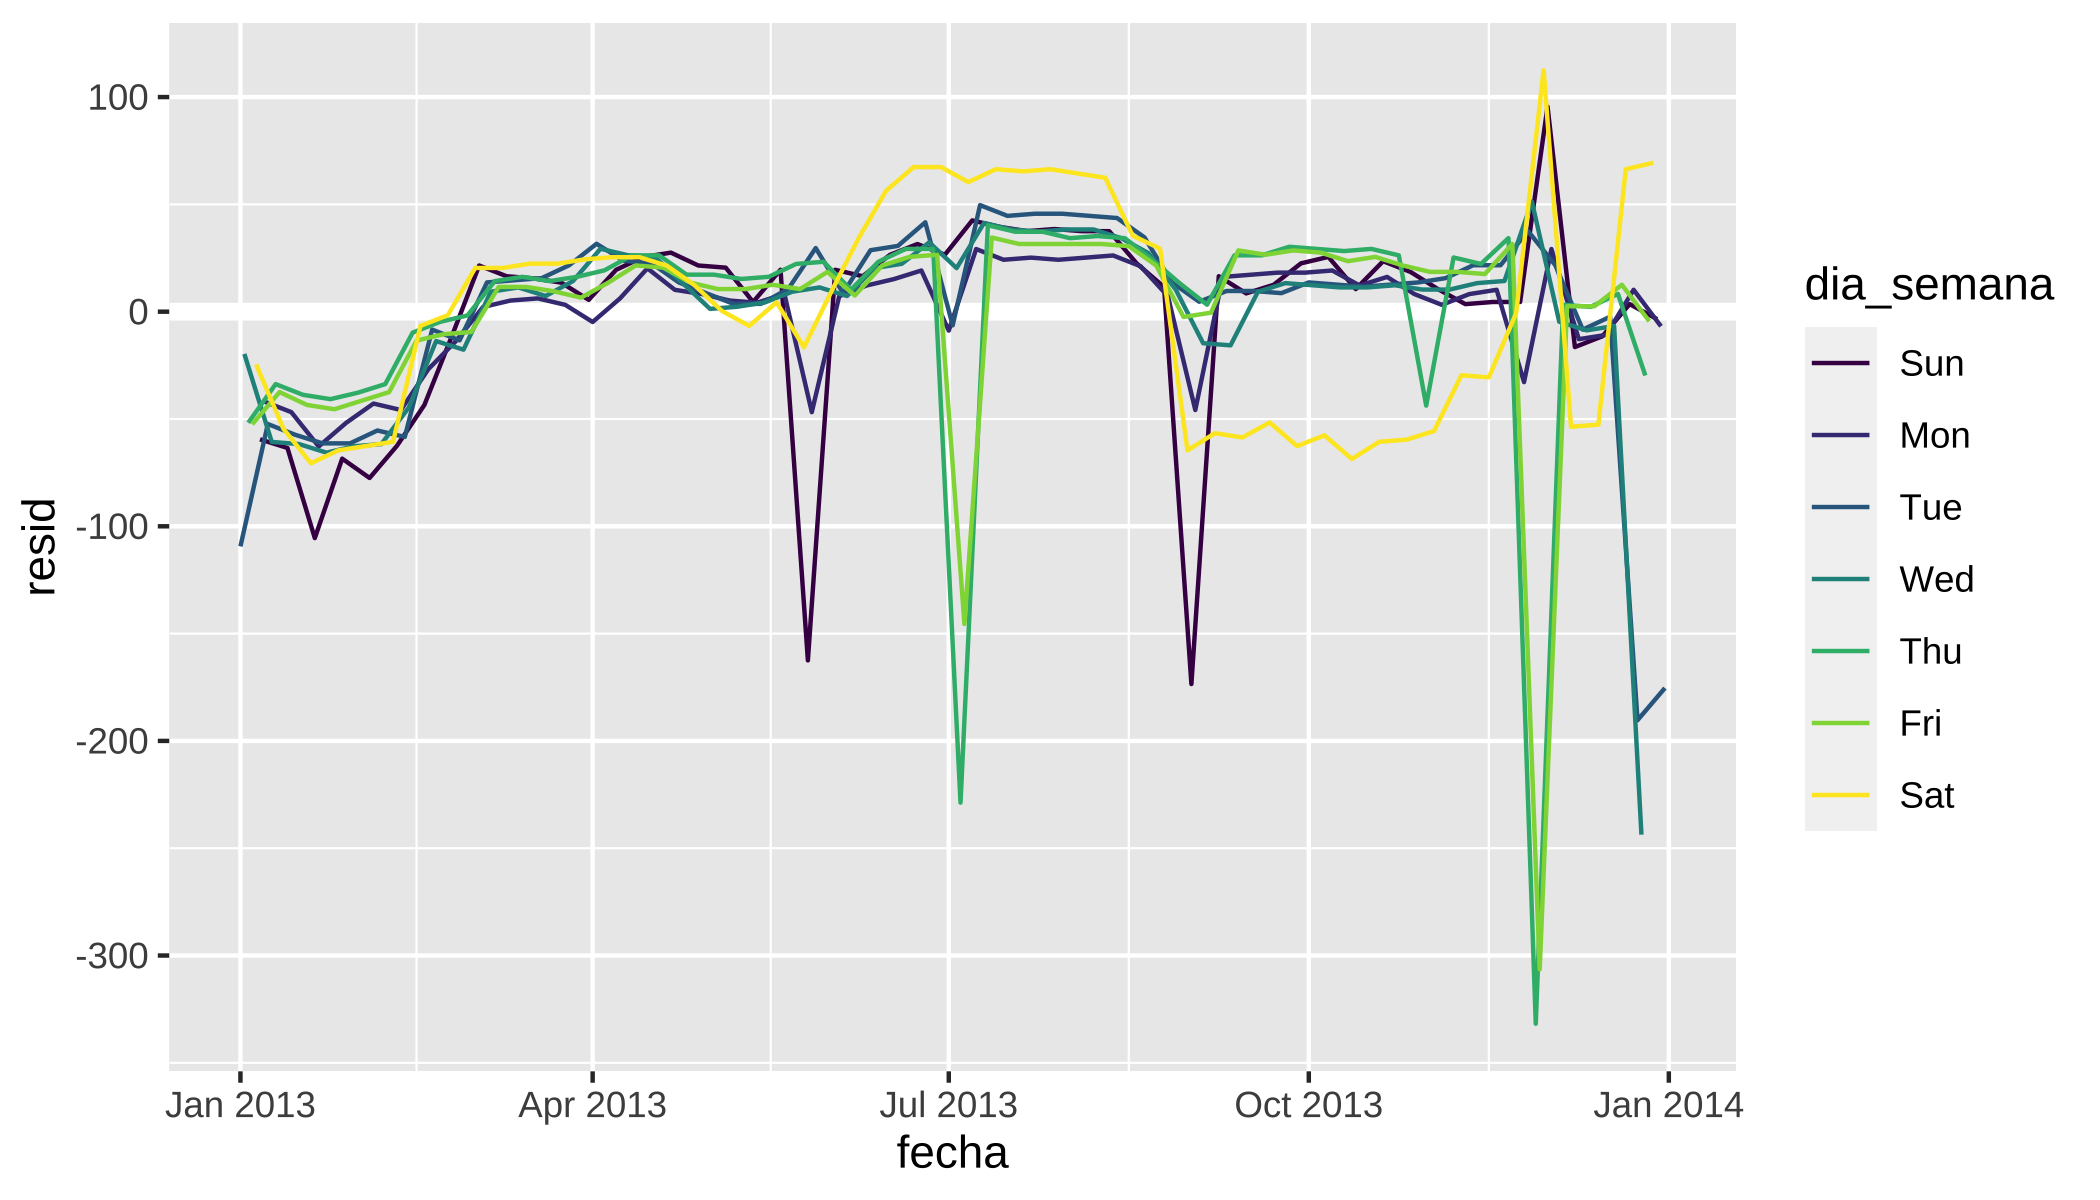 100
0
-100
-200
-300
resid
Jan 2013
Apr 2013
Jul 2013
Oct 2013
Jan 2014
fecha
dia_semana
Sun
Mon
Tue
Wed
Thu
Fri
Sat